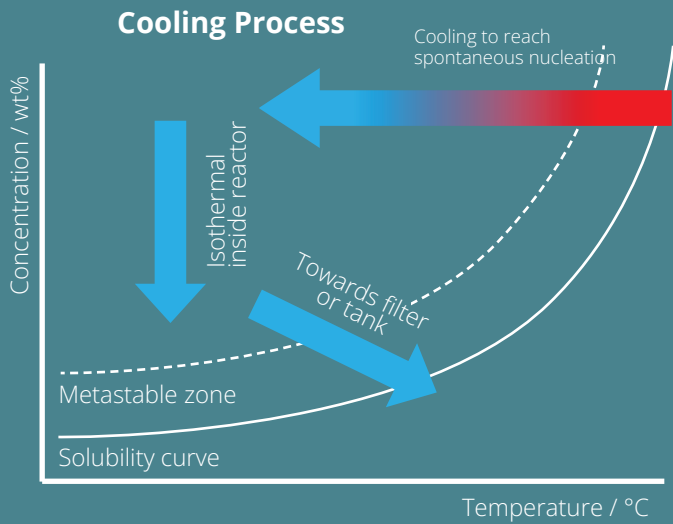 Cooling Process
Cooling to reach
spontaneous nucleation
Concentration / wt%
Isothermal
inside reactor
Towards filter
or tank
Metastable zone
Solubility curve
Temperature / °C